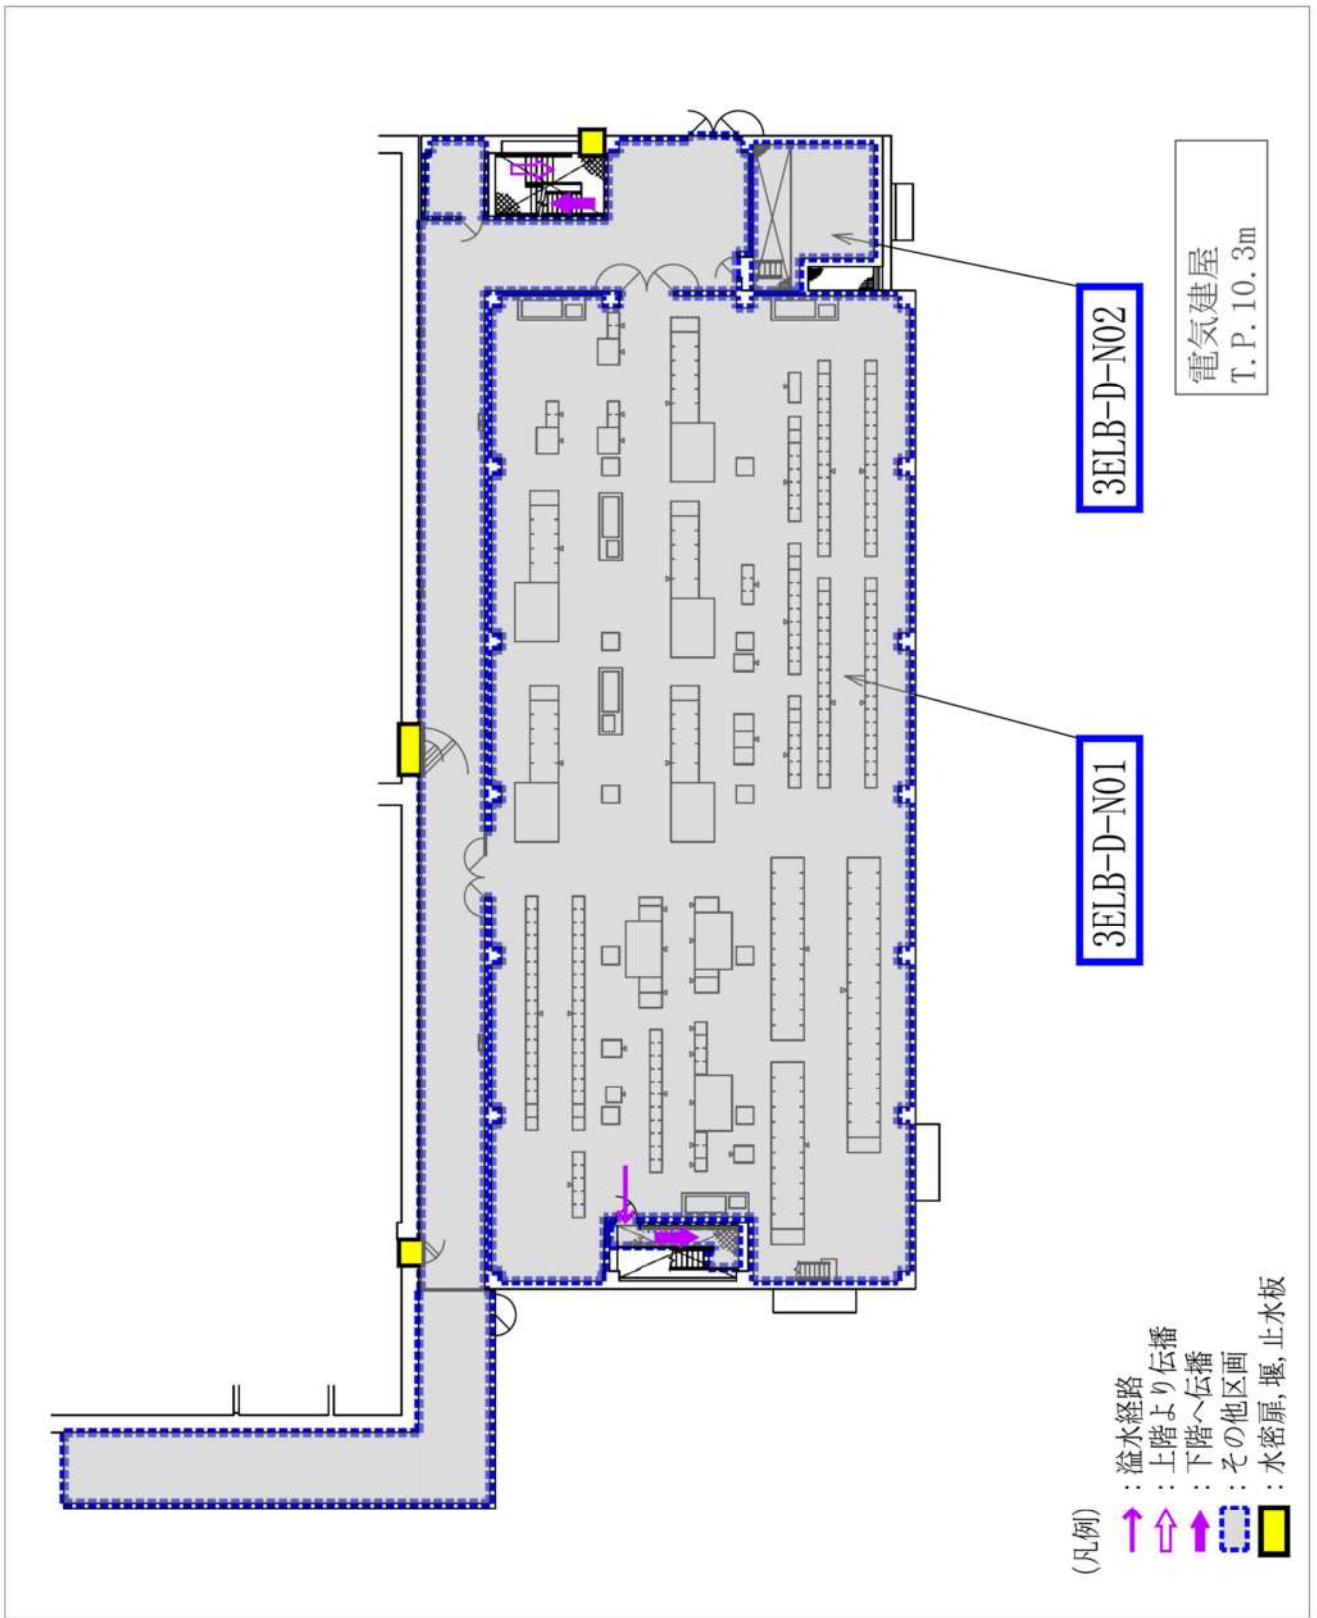 電気建屋
T.P.10.3m
3ELB-D-N01
3ELB-D-N02
(凡例)
：溢水経路
：上階より伝播
：下階へ伝播
：その他区画
：水密扉,堰,止水板